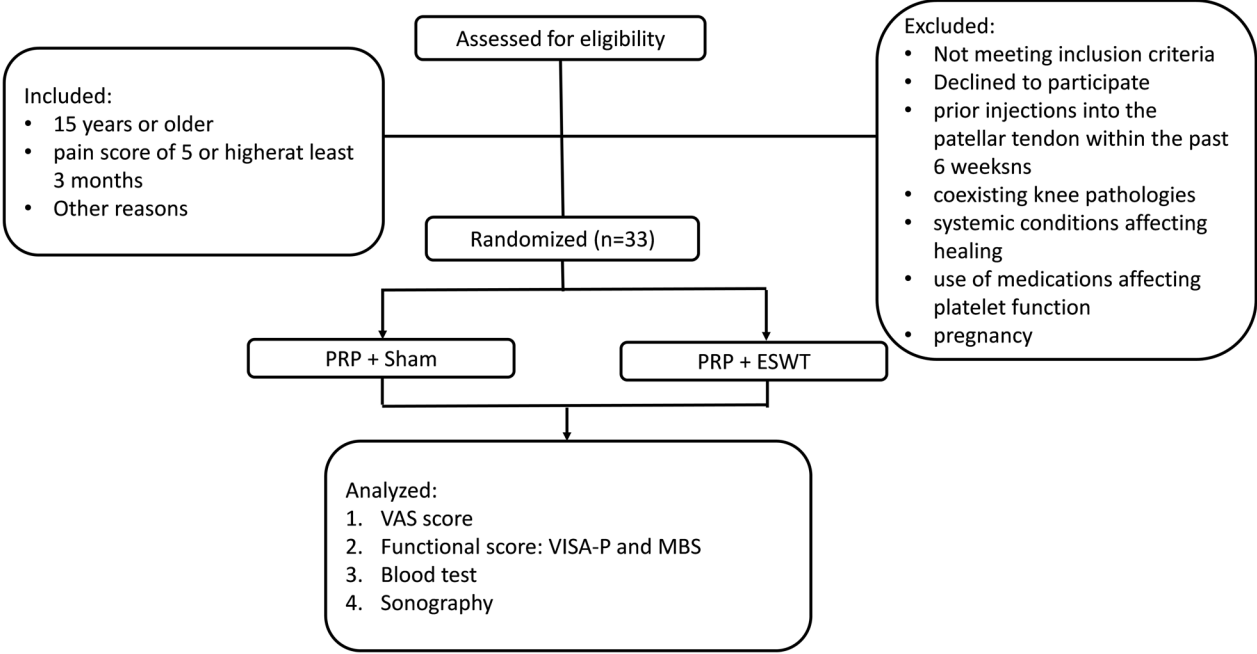 Assessed for eligibility
Included:
• 15 years or older
• pain score of 5 or higherat least
3 months
• Other reasons
Excluded:
• Not meeting inclusion criteria
• Declined to participate
• prior injections into the
patellar tendon within the past
6 weeksns
• coexisting knee pathologies
• systemic conditions affecting
healing
• use of medications affecting
platelet function
• pregnancy
Randomized (n=33)
PRP + Sham
PRP + ESWT
Analyzed:
1. VAS score
2. Functional score: VISA-P and MBS
3. Blood test
4. Sonography